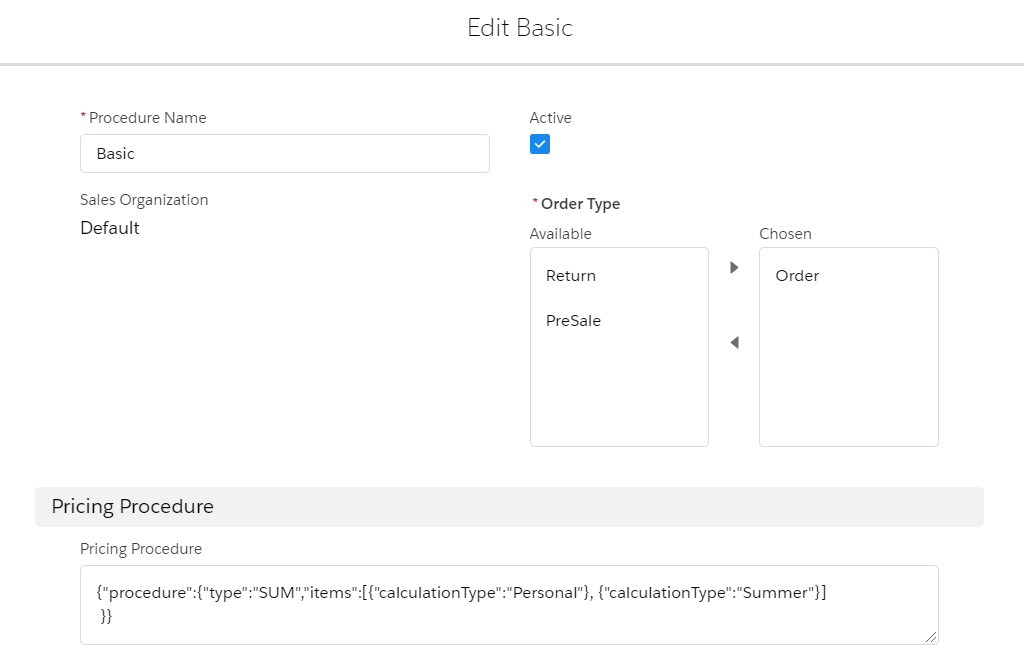 Edit Basic
* Procedure Name
Basic
Active
Sales Organization
Default
* Order Type
Available
Chosen
Return
PreSale
Order
Pricing Procedure
Pricing Procedure
{"procedure":{"type":"SUM","items":[{"calculationType":"Personal"}, {"calculationType":"Summer"}]
}}